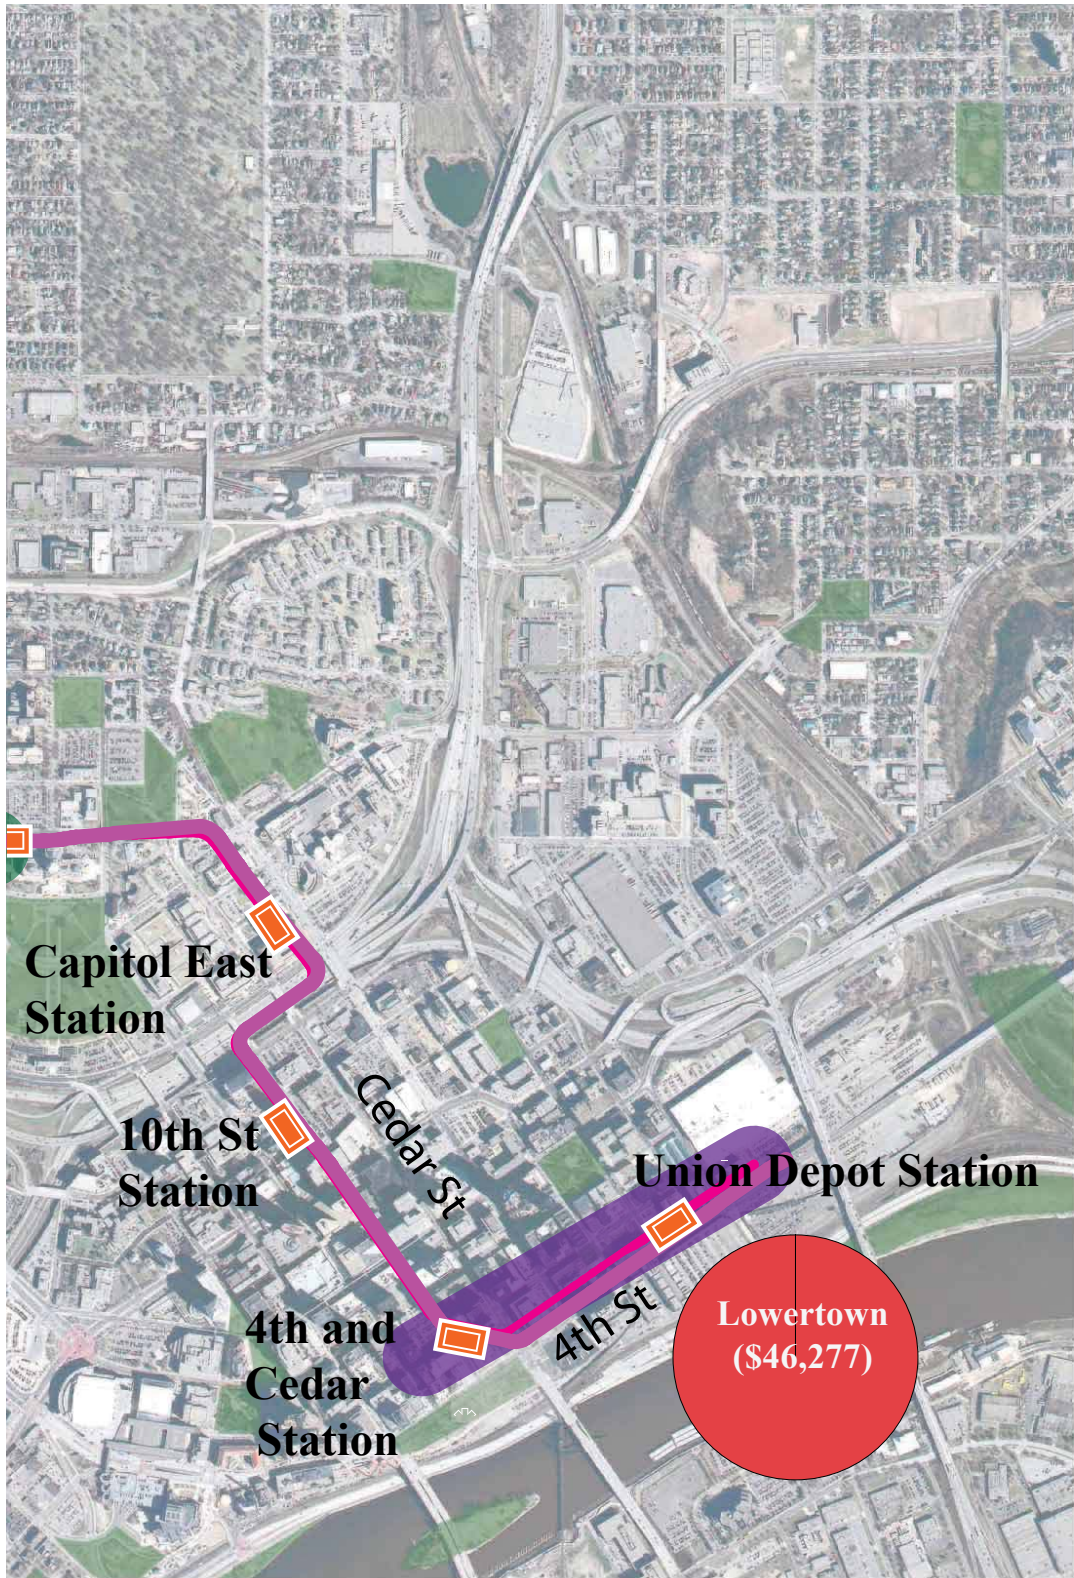 Capitol East
Station
Cedar St
10th St
Station
Union Depot Station
4th St
Lowertown
($46,277)
4th and
Cedar
Station